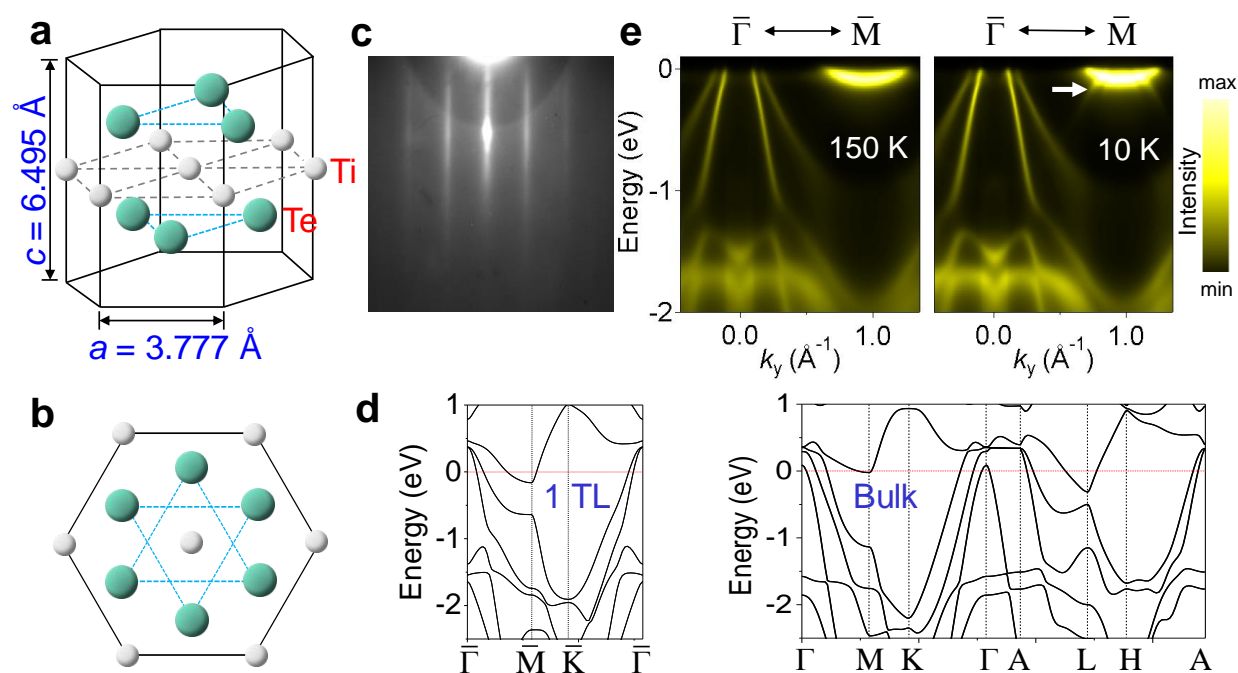 a
c = 6.495 Å
Ti
Te
a = 3.777 Å
b
c
d
Energy (eV)
1
0
-1
-2
1 TL
Γ̄ M̄ K̄ Γ̄
e
Γ̄ M̄
Γ̄ M̄
Energy (eV)
0
-1
-2
150 K
10 K
0.0 1.0
0.0 1.0
k_y (Å⁻¹)
k_y (Å⁻¹)
max
Intensity
min
Energy (eV)
1
0
-1
-2
Bulk
Γ M K Γ A L H A